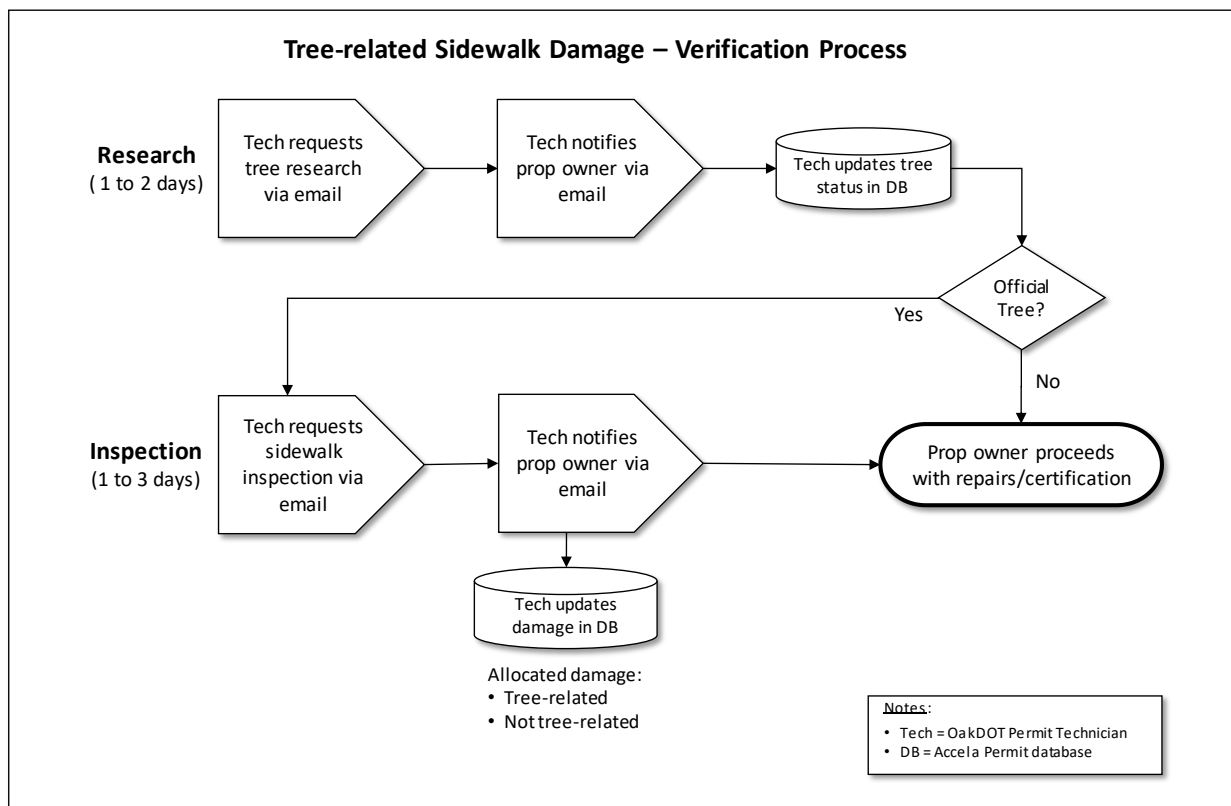 Tree-related Sidewalk Damage – Verification Process
Research
( 1 to 2 days)
Tech requests
tree research
via email
Tech notifies
prop owner via
email
Tech updates tree
status in DB
Official
Tree?
Yes
No
Inspection
(1 to 3 days)
Tech requests
sidewalk
inspection via
email
Tech notifies
prop owner via
email
Prop owner proceeds
with repairs/certification
Tech updates
damage in DB
Allocated damage:
• Tree-related
• Not tree-related
Notes:
• Tech = OakDOT Permit Technician
• DB = Accela Permit database